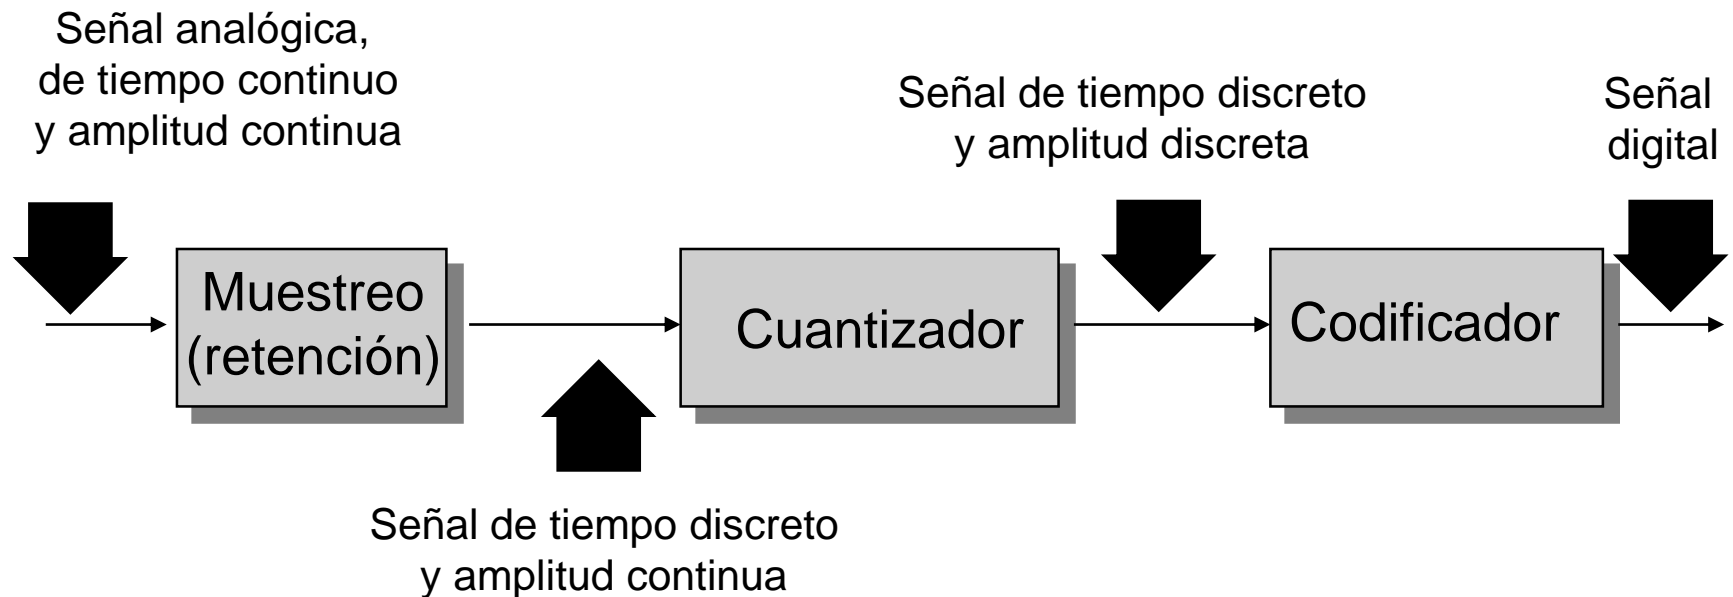 Señal analógica,
de tiempo continuo
y amplitud continua
Señal de tiempo discreto
y amplitud discreta
Señal
digital
Muestreo
(retención)
Cuantizador
Codificador
Señal de tiempo discreto
y amplitud continua